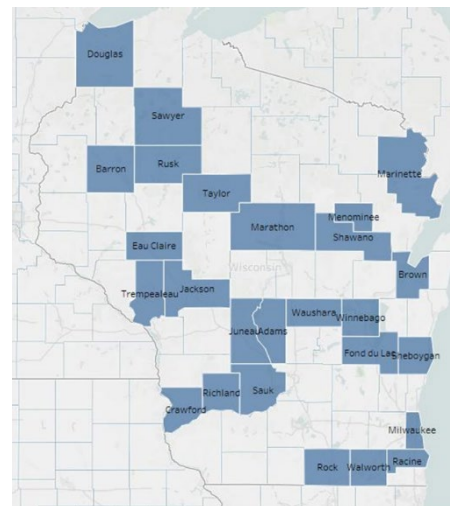 Douglas
Sawyer
Barron
Rusk
Marinette
Taylor
Menominee
Marathon
Shawano
Eau Claire
Wisconsin
Brown
Trempealeau
Jackson
Waushara
Winnebago
Juneau
Adams
Fond du Lac
Sheboygan
Richland
Sauk
Crawford
Milwaukee
Rock
Walworth
Racine